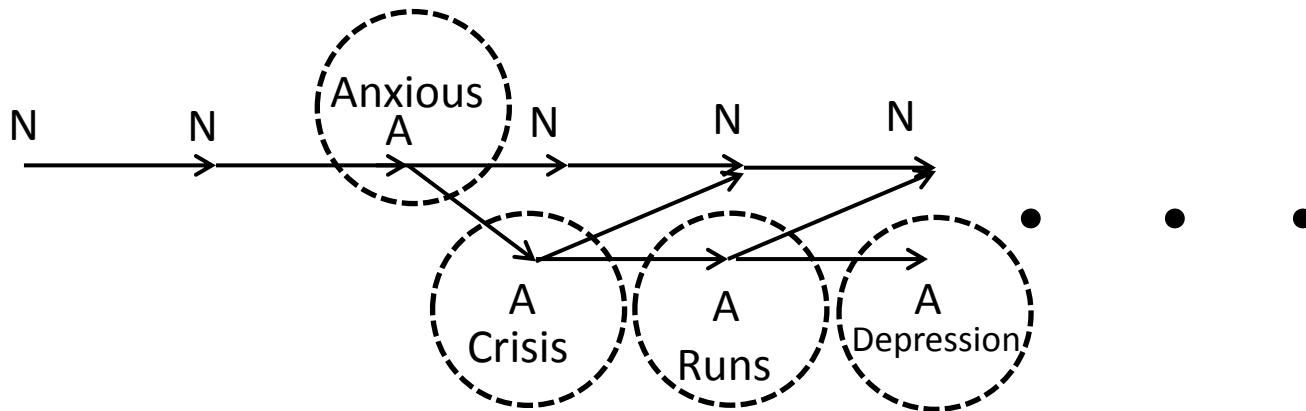 Anxious
N N A N N N
A A A
Crisis Runs Depression